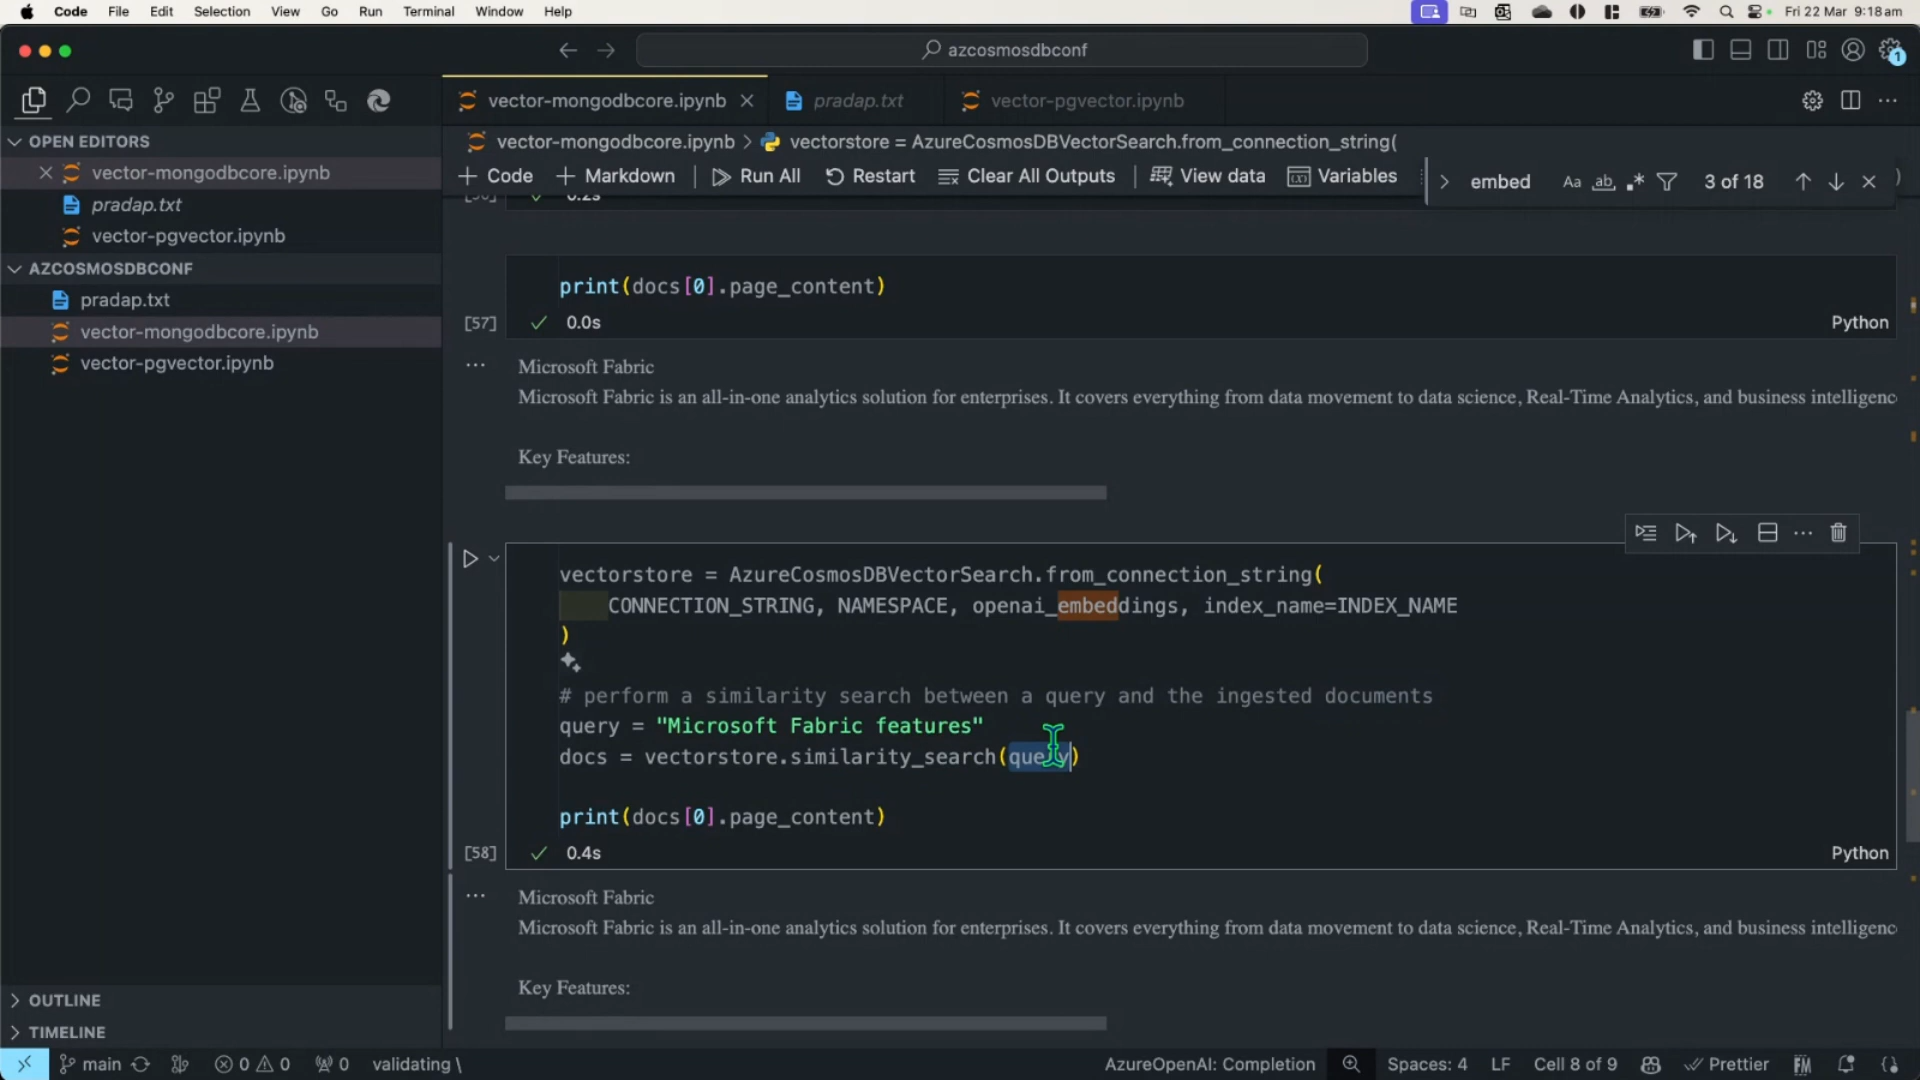 Code File Edit Selection View Go Run Terminal Window Help Fri 22 Mar 9:18 am
azcosmosdbconf 1
vector-mongodbcore.ipynb pradap.txt vector-pgvector.ipynb
OPEN EDITORS
vector-mongodbcore.ipynb > vectorstore = AzureCosmosDBVectorSearch.from_connection_string(
vector-mongodbcore.ipynb
pradap.txt
vector-pgvector.ipynb
AZCOSMOSDBCONF
pradap.txt
vector-mongodbcore.ipynb
vector-pgvector.ipynb
+ Code + Markdown Run All Restart Clear All Outputs View data Variables
embed Aa ab 3 of 18
[56] 0.2s
print(docs[0].page_content)
[57] 0.0s Python
Microsoft Fabric
Microsoft Fabric is an all-in-one analytics solution for enterprises. It covers everything from data movement to data science, Real-Time Analytics, and business intelligenc
Key Features:
vectorstore = AzureCosmosDBVectorSearch.from_connection_string(
CONNECTION_STRING, NAMESPACE, openai_embeddings, index_name=INDEX_NAME
)
# perform a similarity search between a query and the ingested documents
query = "Microsoft Fabric features"
docs = vectorstore.similarity_search(query)
print(docs[0].page_content)
[58] 0.4s Python
Microsoft Fabric
Microsoft Fabric is an all-in-one analytics solution for enterprises. It covers everything from data movement to data science, Real-Time Analytics, and business intelligenc
Key Features:
OUTLINE
TIMELINE
main 0 0 0 validating \ AzureOpenAI: Completion Spaces: 4 LF Cell 8 of 9 Prettier FM